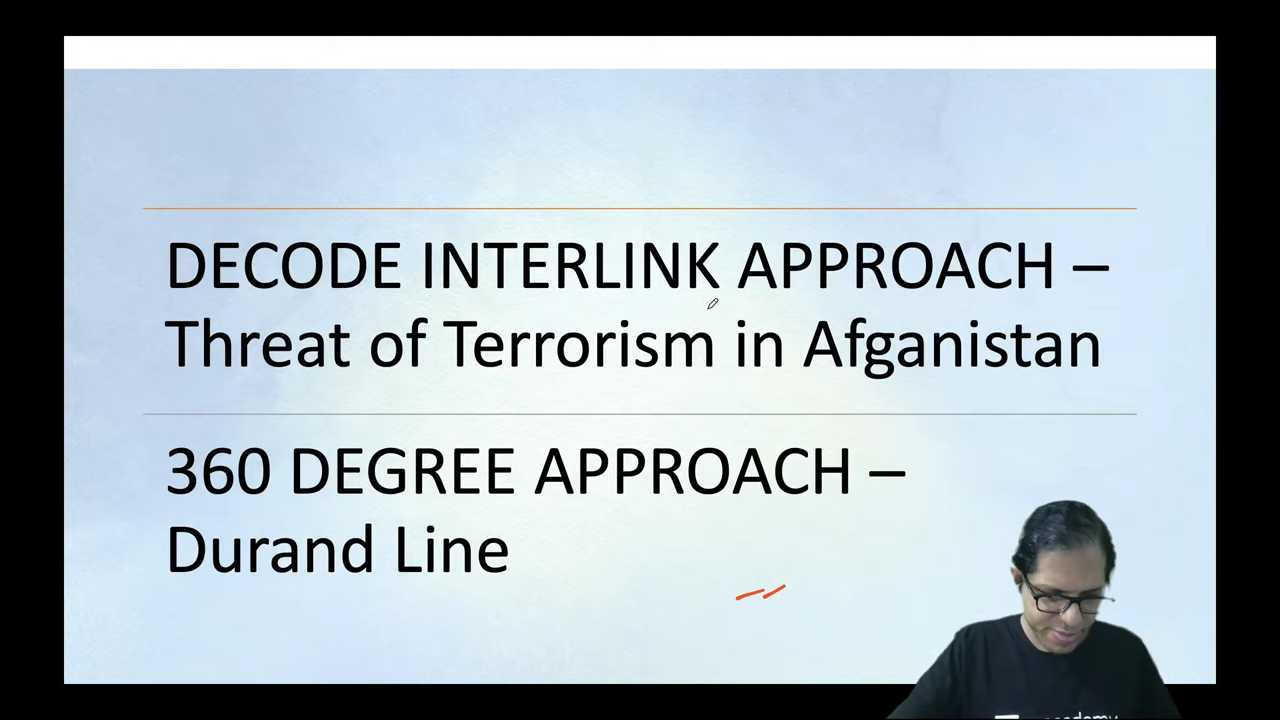 DECODE INTERLINK APPROACH –
Threat of Terrorism in Afganistan
360 DEGREE APPROACH –
Durand Line